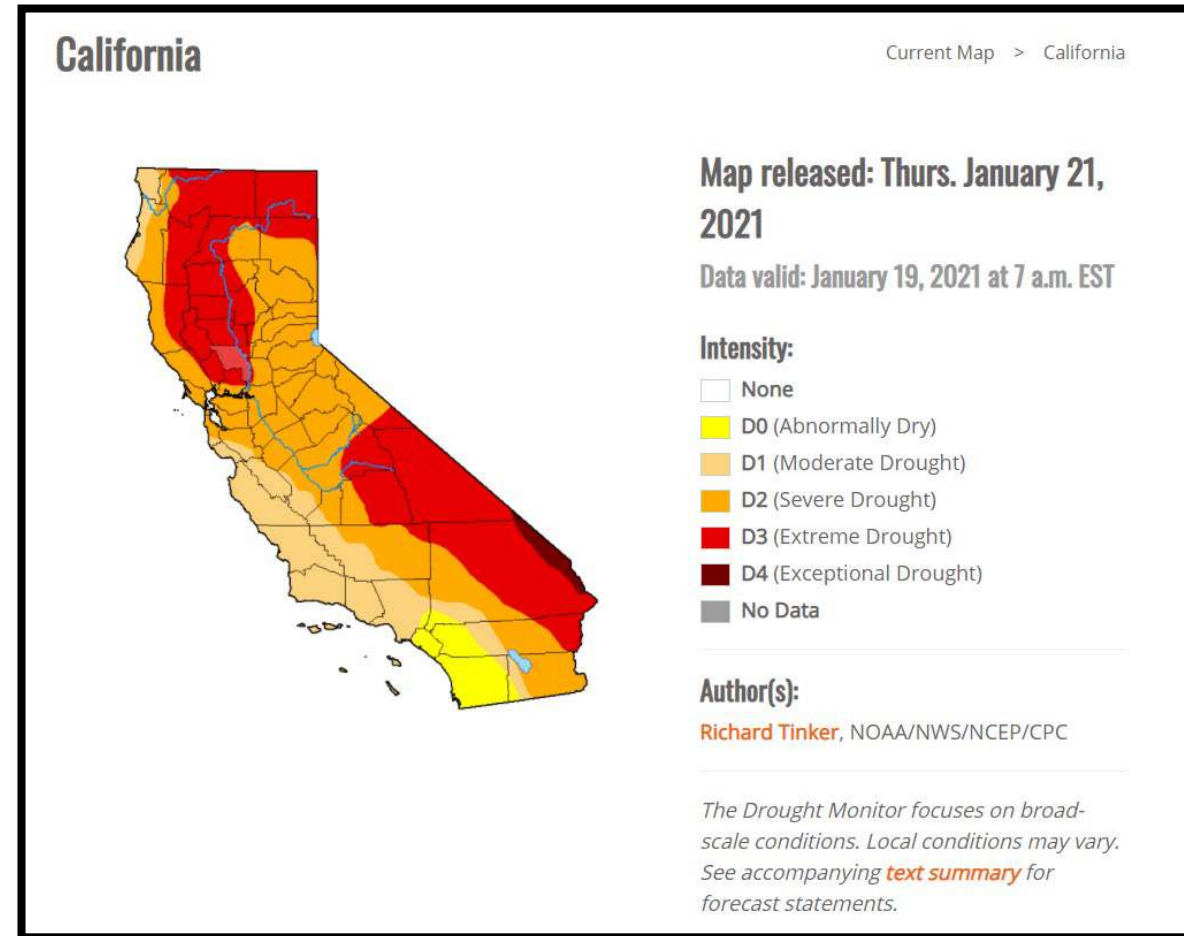 California
Current Map > California
Map released: Thurs. January 21,
2021
Data valid: January 19, 2021 at 7 a.m. EST
Intensity:
None
D0 (Abnormally Dry)
D1 (Moderate Drought)
D2 (Severe Drought)
D3 (Extreme Drought)
D4 (Exceptional Drought)
No Data
Author(s):
Richard Tinker, NOAA/NWS/NCEP/CPC
The Drought Monitor focuses on broad-
scale conditions. Local conditions may vary.
See accompanying text summary for
forecast statements.